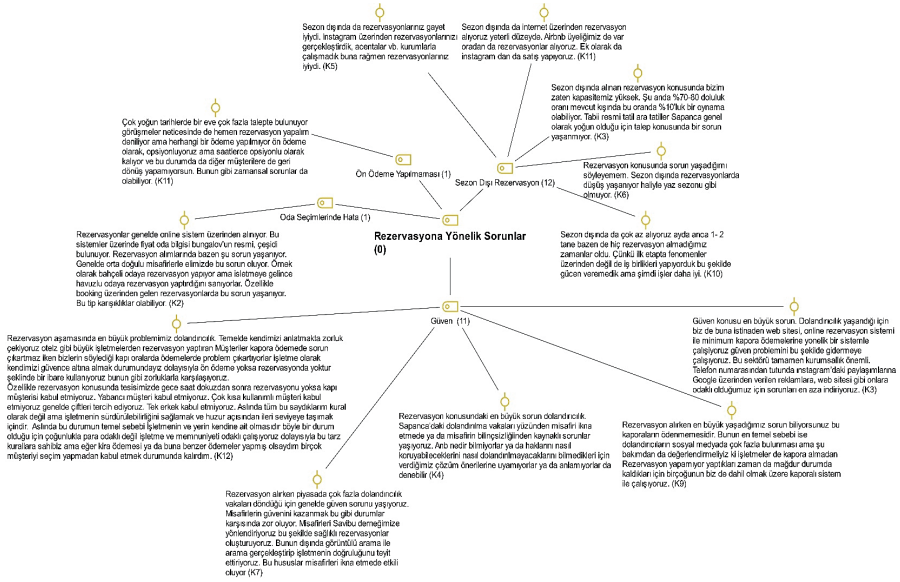 Sezon dışında da rezervasyonlarınız gayet
iyiydi. Instagram üzerinden rezervasyonlarınızı
gerçekleştirdik, acentalar vb. kurumlarla
çalışmadık buna rağmen rezervasyonlarınız
iyiydi. (K5)
Sezon dışında da internet üzerinden rezervasyon
alıyoruz yeterli düzeyde. Airbnb üyeliğimiz de var
oradan da rezervasyonlar alıyoruz. Ek olarak da
instagram dan da satış yapıyoruz. (K11)
Sezon dışında alınan rezervasyon konusunda bizim
zaten kapasitemiz yüksek. Şu anda %70-80 doluluk
oranı mevcut kışında bu oranda %10'luk bir oynama
olabiliyor. Tabii resmi tatil ara tatiller Sapanca genel
olarak yoğun olduğu için talep konusunda bir sorun
yaşanmıyor. (K3)
Çok yoğun tarihlerde bir eve çok fazla talepte bulunuyor
görüşmeler neticesinde de hemen rezervasyon yapalım
deniliyor ama herhangi bir ödeme yapılmıyor ön ödeme
olarak, opsiyonluyoruz ama saatlerce opsiyonlu olarak
kalıyor ve bu durumda da diğer müşterilere de geri
dönüş yapamıyorsun. Bunun gibi zamansal sorunlar da
olabiliyor. (K11)
Ön Ödeme Yapılmaması (1)
Sezon Dışı Rezervasyon (12)
Rezervasyon konusunda sorun yaşadığımı
söyleyemem. Sezon dışında rezervasyonlarda
düşüş yaşanıyor haliyle yaz sezonu gibi
olmuyor. (K6)
Oda Seçimlerinde Hata (1)
Rezervasyona Yönelik Sorunlar
(0)
Rezervasyonlar genelde online sistem üzerinden alınıyor. Bu
sistemler üzerinde fiyat oda bilgisi bungalov'un resmi, çeşidi
bulunuyor. Rezervasyon alımlarında bazen şu sorun yaşanıyor.
Genelde orta doğulu misafirlerle elimizde bu sorun oluyor. Örnek
olarak bahçeli odaya rezervasyon yapıyor ama işletmeye gelince
havuzlu odaya rezervasyon yaptırdığını sanıyorlar. Özellikle
booking üzerinden gelen rezervasyonlarda bu sorun yaşanıyor.
Bu tip karışıklıklar olabiliyor. (K2)
Sezon dışında da çok az alıyoruz ayda anca 1- 2
tane bazen de hiç rezervasyon almadığımız
zamanlar oldu. Çünkü ilk etapta fenomenler
üzerinden değil de iş birlikleri yapıyorduk bu şekilde
güven veremedik ama şimdi işler daha iyi. (K10)
Güven (11)
Rezervasyon aşamasında en büyük problemimiz dolandırıcılık. Temelde kendimizi anlatmakta zorluk
çekiyoruz otelz gibi büyük işletmelerden rezervasyon yaptıran Müşteriler kapora ödemede sorun
çıkartmaz iken bizlerin söylediği kapı oralarda ödemelerde problem çıkartıyorlar işletme olarak
kendimizi güvence altına almak durumundayız dolayısıyla ön ödeme yoksa rezervasyonda yoktur
şeklinde bir ibare kullanıyoruz bunun gibi zorluklarla karşılaşıyoruz.
Özellikle rezervasyon konusunda tesisimizde gece saat dokuzdan sonra rezervasyonu yoksa kapı
müşterisi kabul etmiyoruz. Yabancı müşteri kabul etmiyoruz. Çok kısa kullanımlı müşteri kabul
etmiyoruz genelde çiftleri tercih ediyoruz. Tek erkek kabul etmiyoruz. Aslında tüm bu saydıklarım kural
olarak değil ama işletmenin sürdürülebilirliğini sağlamak ve huzur açısından ileri seviyeye taşımak
içindir. Aslında bu durumun temel sebebi İşletmenin ve yerin kendine ait olmasıdır böyle bir durum
olduğu için çoğunlukla para odaklı değil işletme ve memnuniyeti odaklı çalışıyoruz dolayısıyla bu tarz
kurallara sahibiz ama eğer kira ödemesi ya da buna benzer ödemeler yapmış olsaydım birçok
müşteriyi seçim yapmadan kabul etmek durumunda kalırdım. (K12)
Güven konusu en büyük sorun. Dolandırıcılık yaşandığı için
biz de buna istinaden web sitesi, online rezervasyon sistemi
ile minimum kapora ödemelerine yönelik bir sistemle
çalışıyoruz güven problemini bu şekilde gidermeye
çalışıyoruz. Bu sektörü tamamen kurumsallık önemli.
Telefon numarasından tutunda instagram'daki paylaşımlarına
Google üzerinden verilen reklamlara, web sitesi gibi onlara
odaklı olduğumuz için sorunları en aza indiriyoruz. (K3)
Rezervasyon konusundaki en büyük sorun dolandırıcılık.
Sapanca'daki dolandırılma vakaları yüzünden misafiri ikna
etmede ya da misafirin bilinçsizliğinden kaynaklı sorunlar
yaşıyoruz. Arıb nedir bilmiyorlar ya da haklarını nasıl
koruyabileceklerini nasıl dolandırılmayacaklarını bilmedikleri için
verdiğimiz çözüm önerilerine uyamıyorlar ya da anlamıyorlar da
denebilir (K4)
Rezervasyon alırken en büyük yaşadığımız sorun biliyorsunuz bu
kaporaların ödenmemesidir. Bunun en temel sebebi ise
dolandırıcıların sosyal medyada çok fazla bulunması ama şu
bakımdan da değerlendirmeliyiz ki işletmeler de kapora almadan
Rezervasyon yapamıyor yaptıkları zaman da mağdur durumda
kaldıkları için birçoğunun biz de dahil olmak üzere kaporalı sistem
ile çalışıyoruz. (K9)
Rezervasyon alırken piyasada çok fazla dolandırıcılık
vakaları döndüğü için genelde güven sorunu yaşıyoruz.
Misafirlerin güvenini kazanmak bu gibi durumlar
karşısında zor oluyor. Misafirleri Savibu derneğimize
yönlendiriyoruz bu şekilde sağlıklı rezervasyonlar
oluşturuyoruz. Bunun dışında görüntülü arama ile
arama gerçekleştirip işletmenin doğruluğunu teyit
ettiriyoruz. Bu hususlar misafirleri ikna etmede etkili
oluyor (K7)